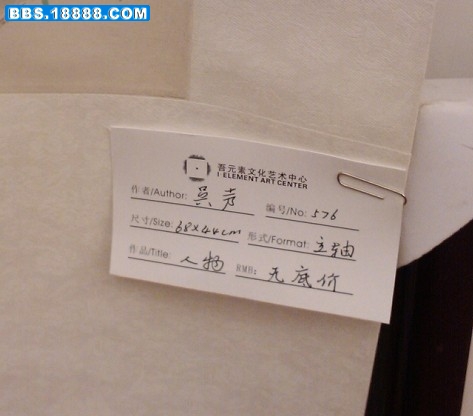 BBS.18888.COM
吾元素文化艺术中心
I·ELEMENT ART CENTER
作者/Author: 吴声 编号/No: 576
尺寸/Size: 68×44cm 形式/Format: 立轴
作品/Title: 人物 RMB: 无底价